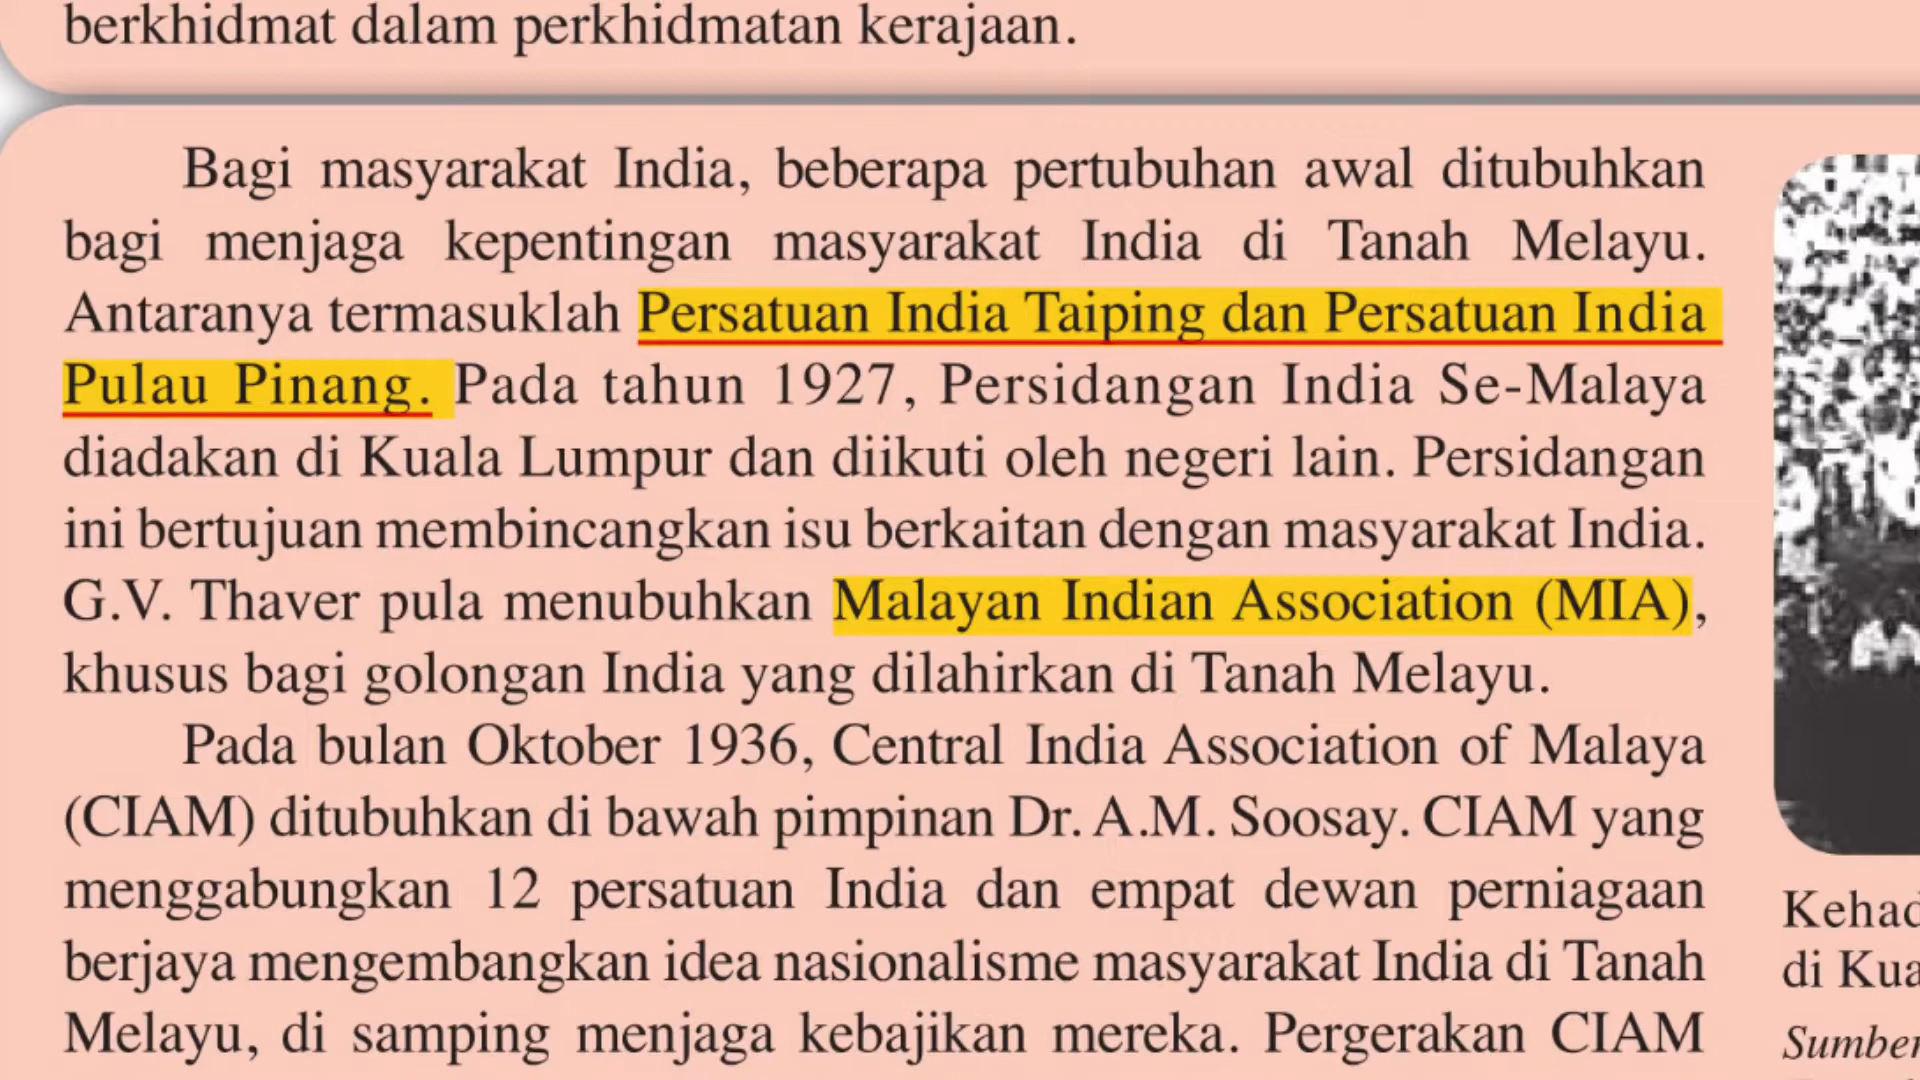 berkhidmat dalam perkhidmatan kerajaan.
Bagi masyarakat India, beberapa pertubuhan awal ditubuhkan
bagi menjaga kepentingan masyarakat India di Tanah Melayu.
Antaranya termasuklah Persatuan India Taiping dan Persatuan India
Pulau Pinang. Pada tahun 1927, Persidangan India Se-Malaya
diadakan di Kuala Lumpur dan diikuti oleh negeri lain. Persidangan
ini bertujuan membincangkan isu berkaitan dengan masyarakat India.
G.V. Thaver pula menubuhkan Malayan Indian Association (MIA),
khusus bagi golongan India yang dilahirkan di Tanah Melayu.
Pada bulan Oktober 1936, Central India Association of Malaya
(CIAM) ditubuhkan di bawah pimpinan Dr. A.M. Soosay. CIAM yang
menggabungkan 12 persatuan India dan empat dewan perniagaan
berjaya mengembangkan idea nasionalisme masyarakat India di Tanah
Melayu, di samping menjaga kebajikan mereka. Pergerakan CIAM
Kehad
di Kua
Sumber